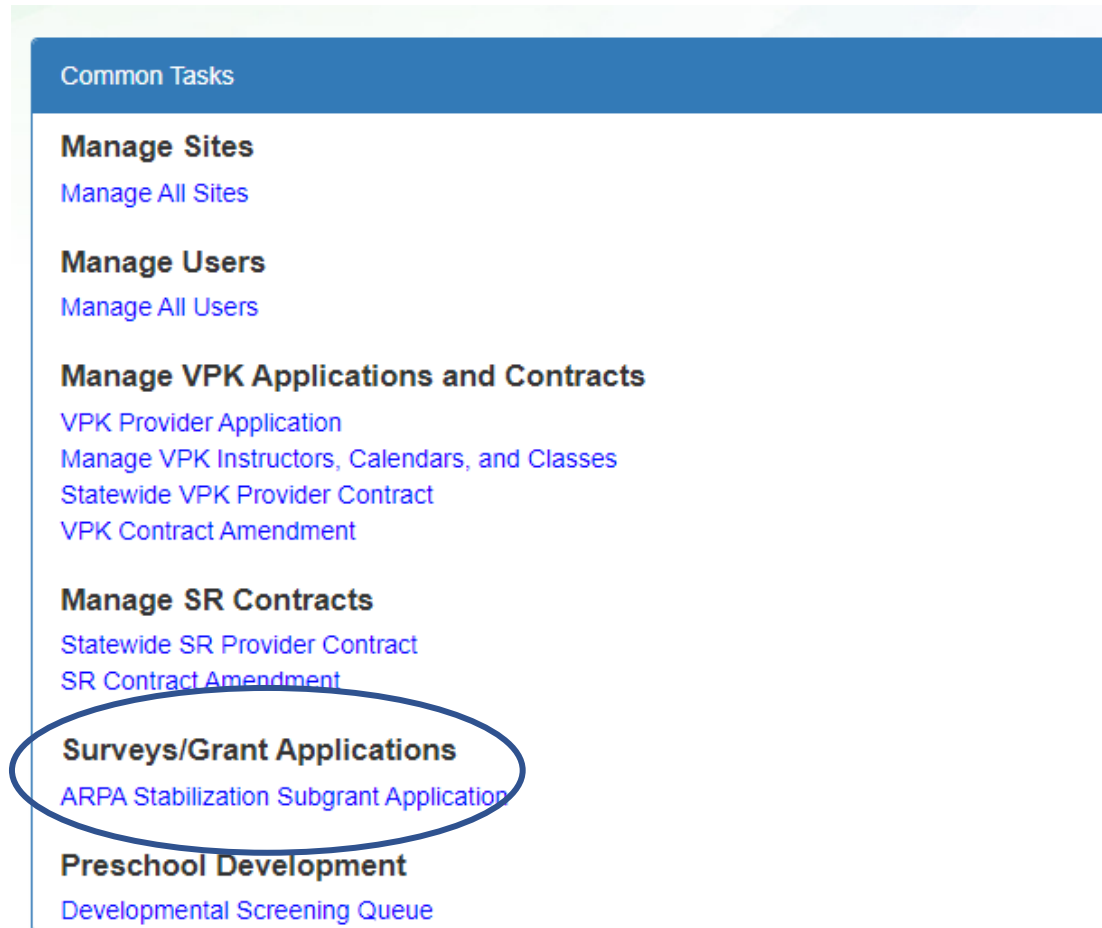 Common Tasks
Manage Sites
Manage All Sites
Manage Users
Manage All Users
Manage VPK Applications and Contracts
VPK Provider Application
Manage VPK Instructors, Calendars, and Classes
Statewide VPK Provider Contract
VPK Contract Amendment
Manage SR Contracts
Statewide SR Provider Contract
SR Contract Amendment
Surveys/Grant Applications
ARPA Stabilization Subgrant Application
Preschool Development
Developmental Screening Queue